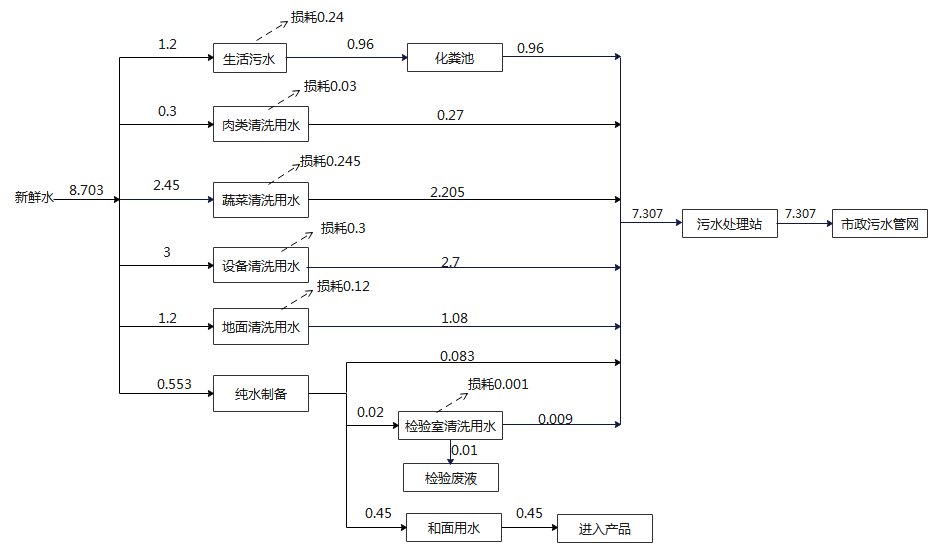 损耗0.24
1.2
生活污水
0.96
化粪池
0.96
损耗0.03
0.3
肉类清洗用水
0.27
损耗0.245
新鲜水
8.703
2.45
蔬菜清洗用水
2.205
7.307
污水处理站
7.307
市政污水管网
损耗0.3
3
设备清洗用水
2.7
损耗0.12
1.2
地面清洗用水
1.08
0.083
0.553
纯水制备
损耗0.001
0.02
检验室清洗用水
0.009
0.01
检验废液
0.45
和面用水
0.45
进入产品